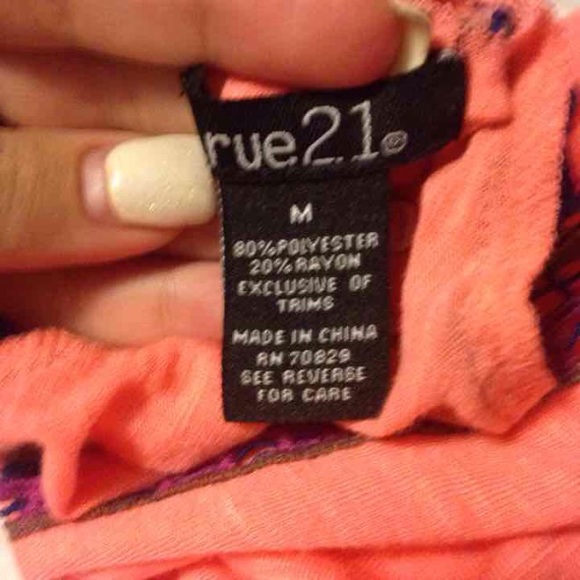 rue21®
M
80%POLYESTER
20%RAYON
EXCLUSIVE OF
TRIMS
MADE IN CHINA
RN 70829
SEE REVERSE
FOR CARE